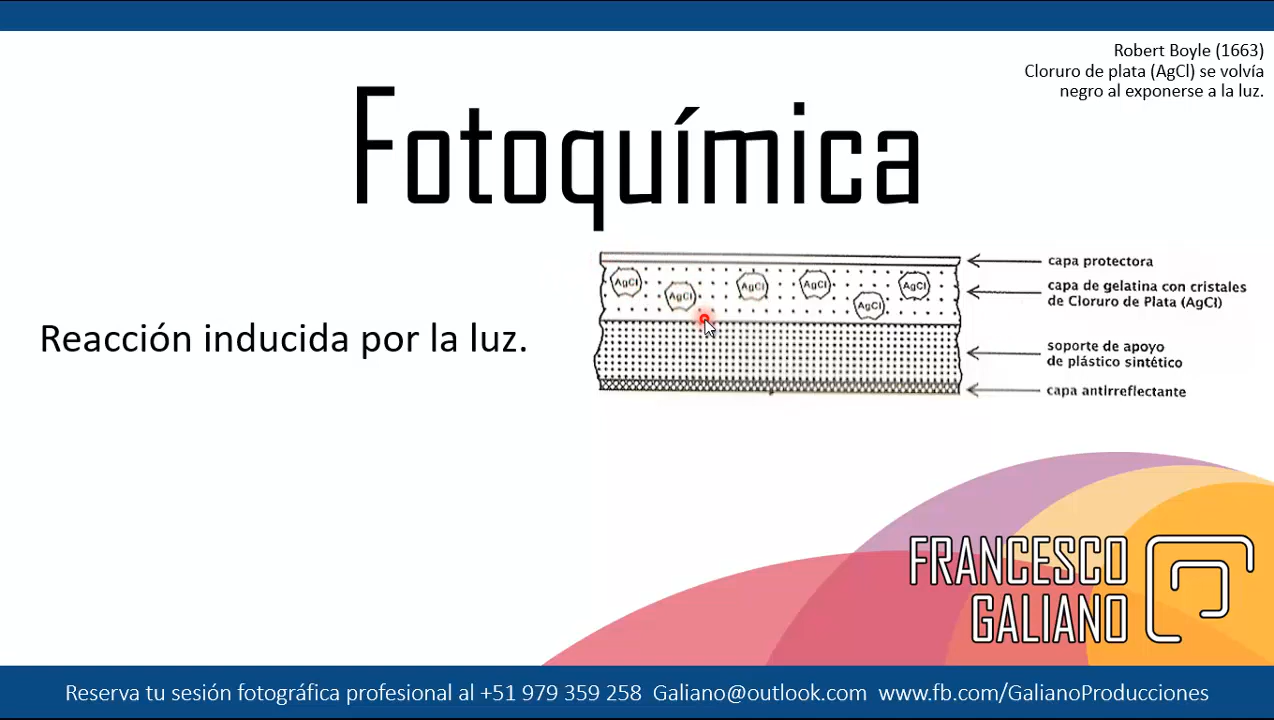 Robert Boyle (1663)
Cloruro de plata (AgCl) se volvía
negro al exponerse a la luz.
Fotoquímica
Reacción inducida por la luz.
AgCl
AgCl
AgCl
AgCl
AgCl
AgCl
capa protectora
capa de gelatina con cristales
de Cloruro de Plata (AgCl)
soporte de apoyo
de plástico sintético
capa antirreflectante
FRANCESCO
GALIANO
Reserva tu sesión fotográfica profesional al +51 979 359 258 Galiano@outlook.com www.fb.com/GalianoProducciones